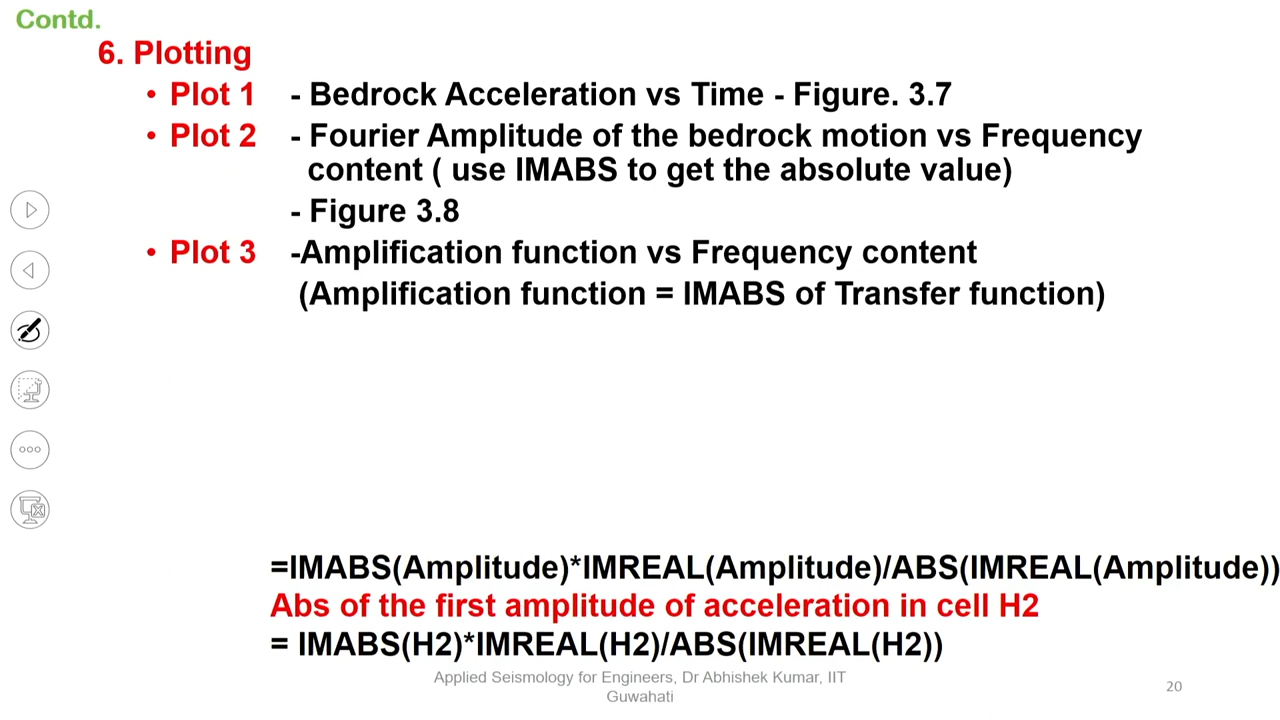 Contd.
6. Plotting
• Plot 1 - Bedrock Acceleration vs Time - Figure. 3.7
• Plot 2 - Fourier Amplitude of the bedrock motion vs Frequency
content ( use IMABS to get the absolute value)
- Figure 3.8
• Plot 3 -Amplification function vs Frequency content
(Amplification function = IMABS of Transfer function)
=IMABS(Amplitude)*IMREAL(Amplitude)/ABS(IMREAL(Amplitude))
Abs of the first amplitude of acceleration in cell H2
= IMABS(H2)*IMREAL(H2)/ABS(IMREAL(H2))
Applied Seismology for Engineers, Dr Abhishek Kumar, IIT
Guwahati
20